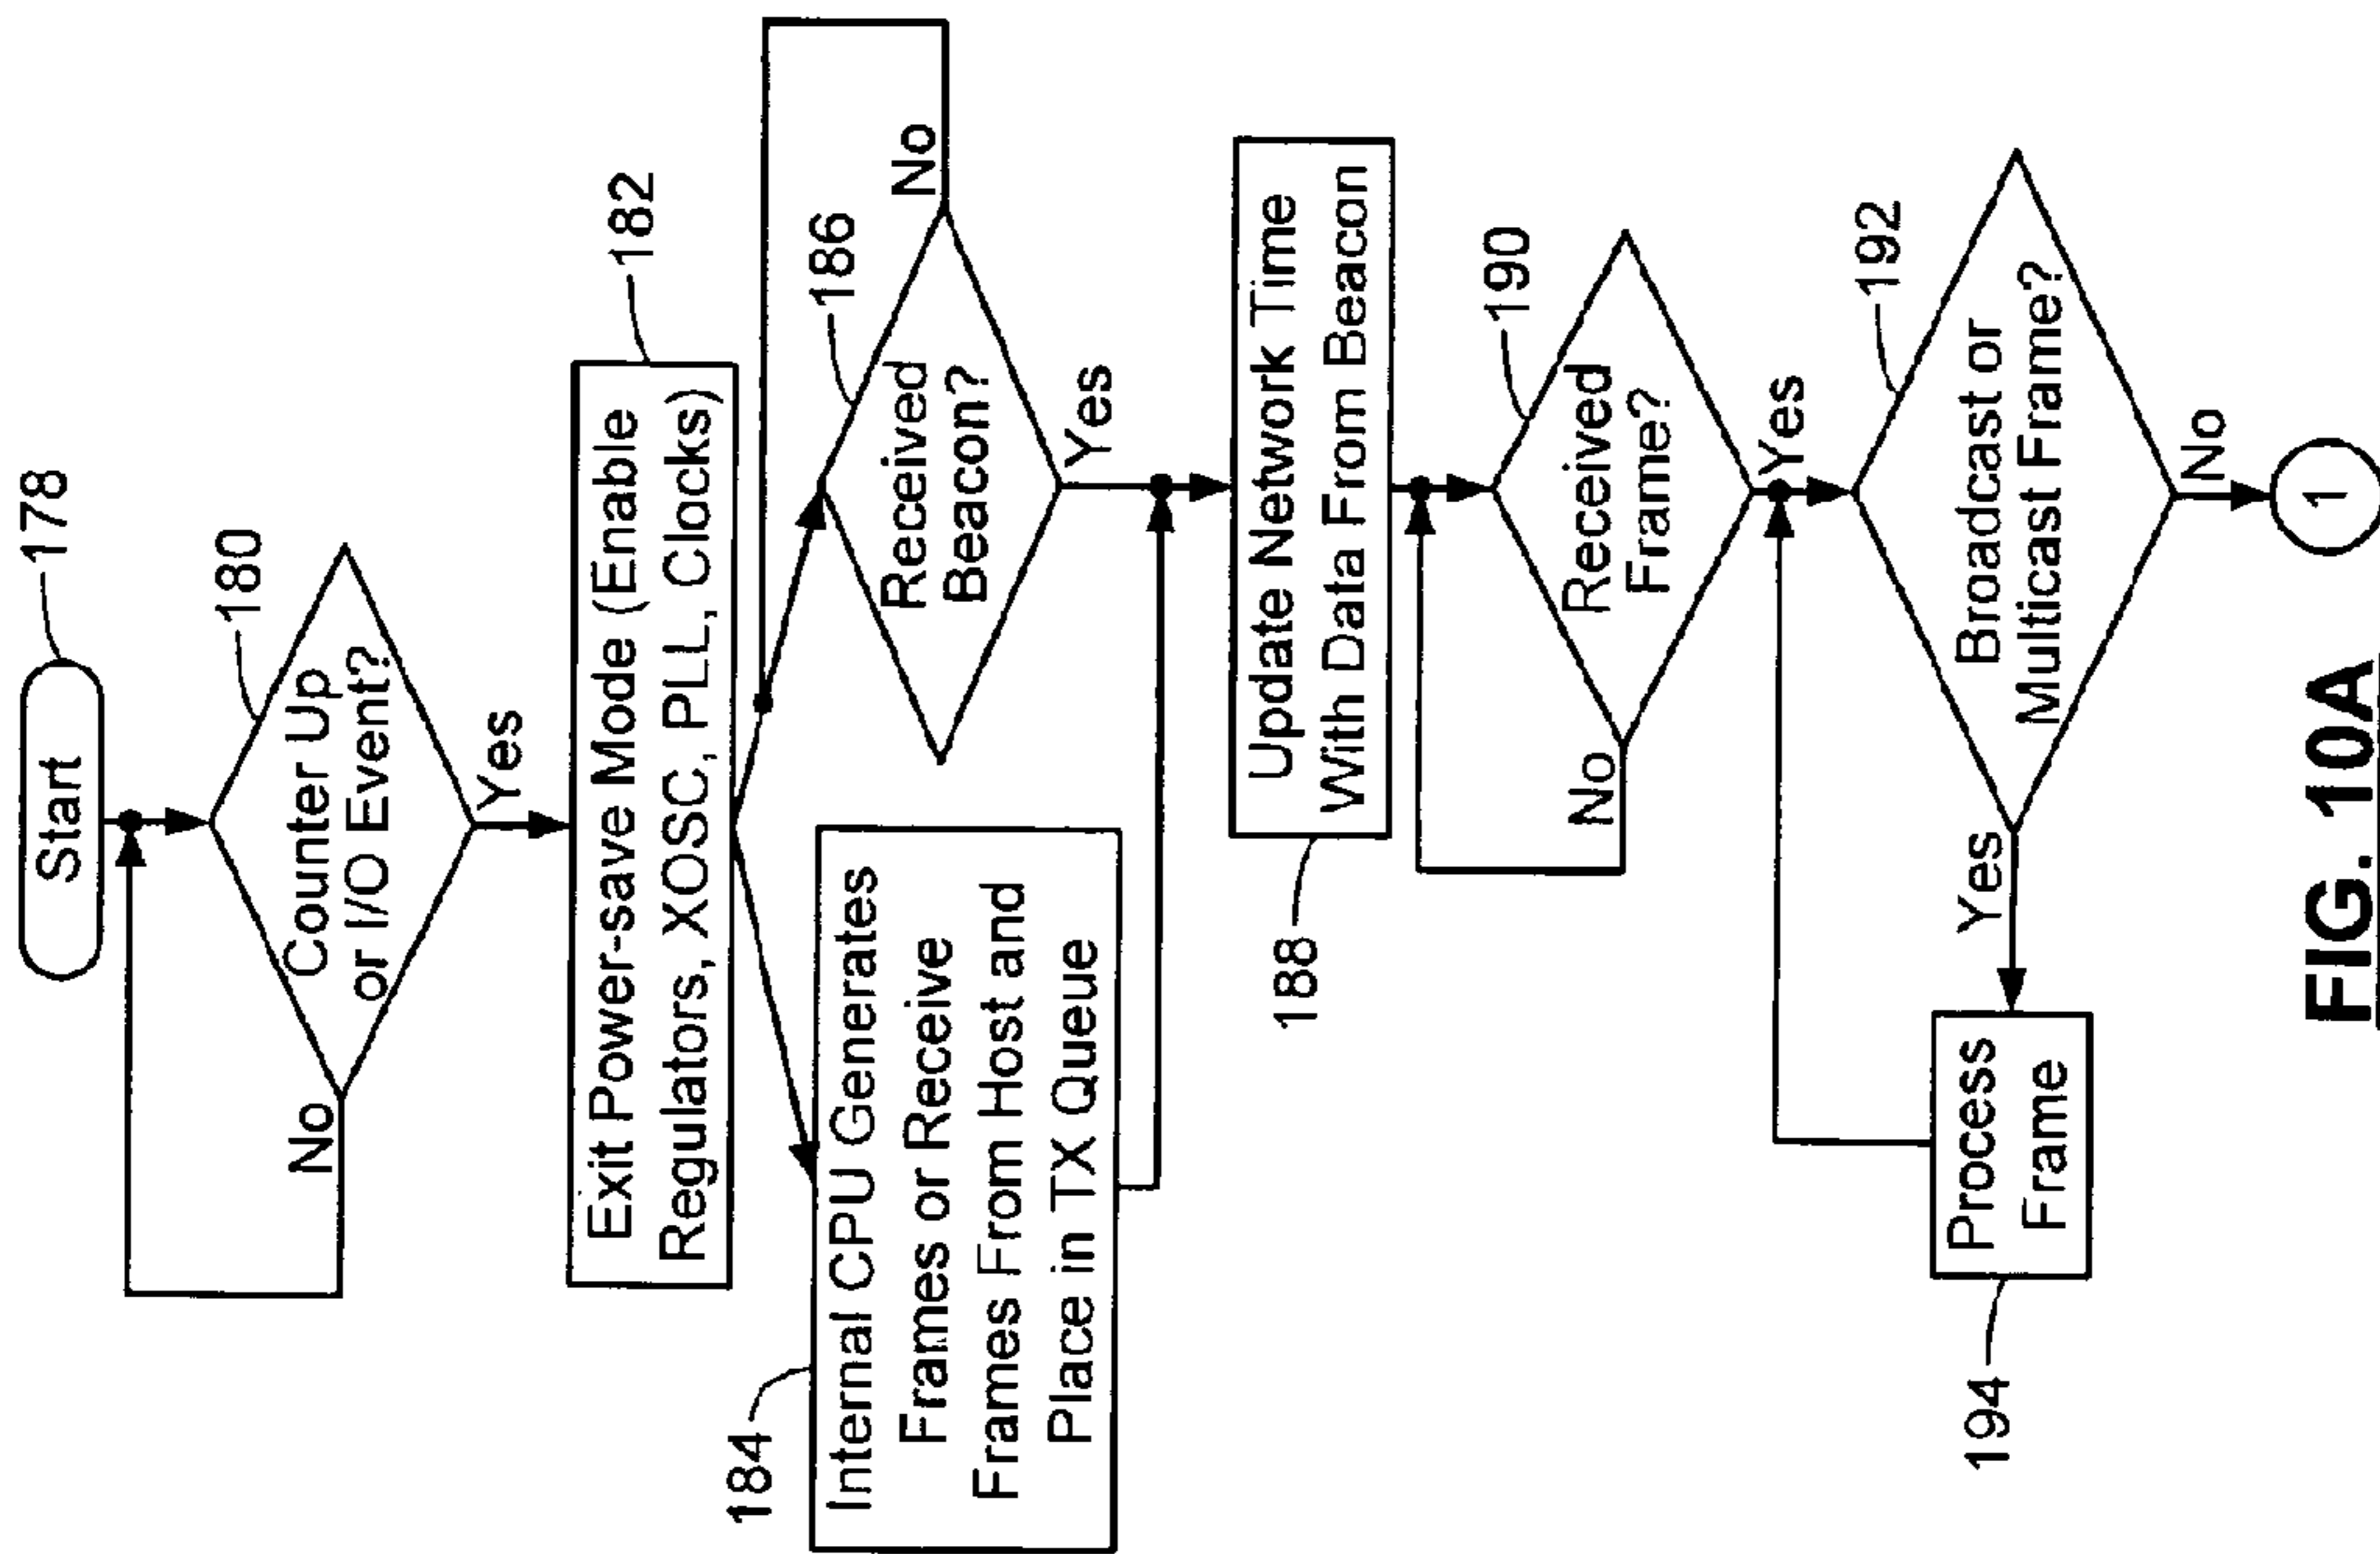 Start
178
Counter Up
or I/O Event?
180
No
Yes
Exit Power-save Mode (Enable
Regulators, XOSC, PLL, Clocks)
182
184
Internal CPU Generates
Frames or Receive
Frames From Host and
Place in TX Queue
Received
Beacon?
186
No
Yes
Update Network Time
With Data From Beacon
188
Received
Frame?
190
No
Yes
Broadcast or
Multicast Frame?
192
Yes
No
Process
Frame
194
1
FIG. 10A